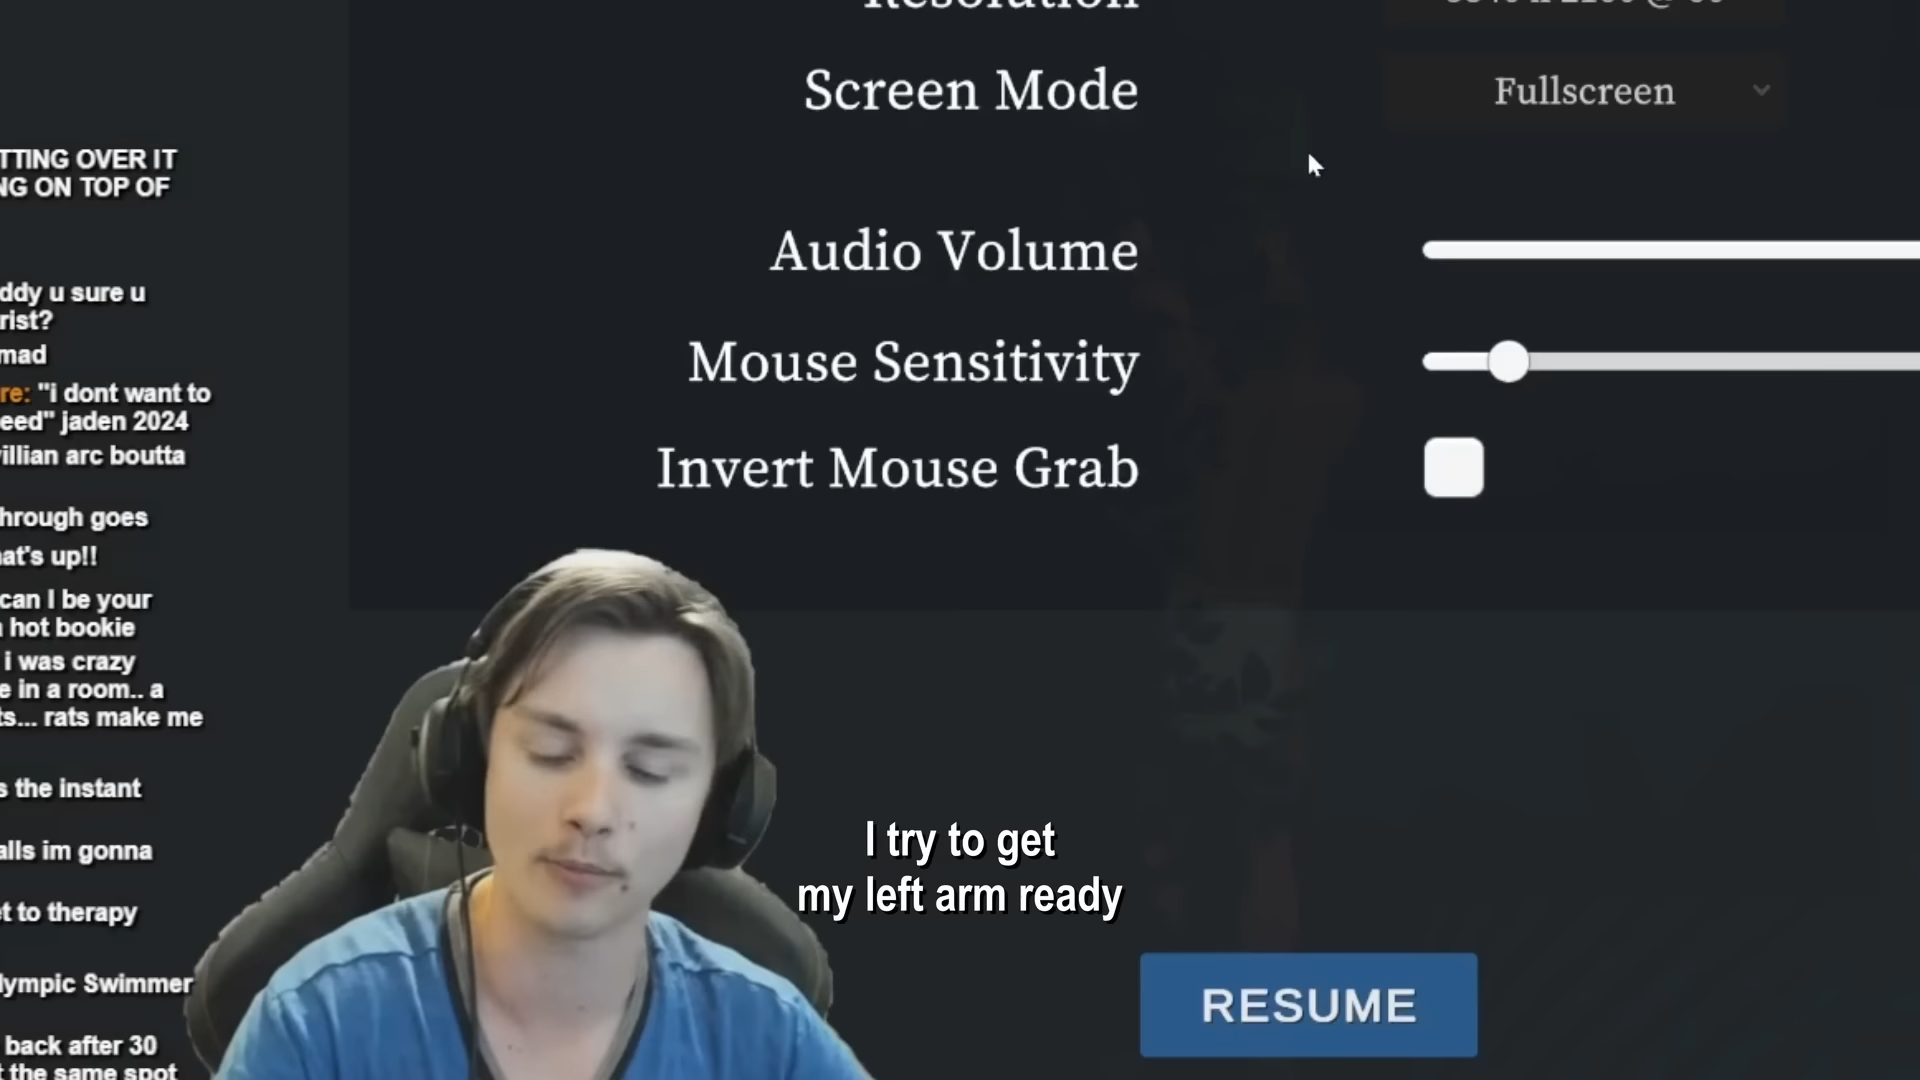 Resolution
Screen Mode
Fullscreen
TTING OVER IT
NG ON TOP OF
Audio Volume
ddy u sure u
rist?
mad
Mouse Sensitivity
re: "i dont want to
eed" jaden 2024
illian arc boutta
Invert Mouse Grab
hrough goes
at's up!!
can I be your
hot bookie
i was crazy
e in a room.. a
ts... rats make me
s the instant
alls im gonna
I try to get
my left arm ready
t to therapy
lympic Swimmer
RESUME
back after 30
t the same spot